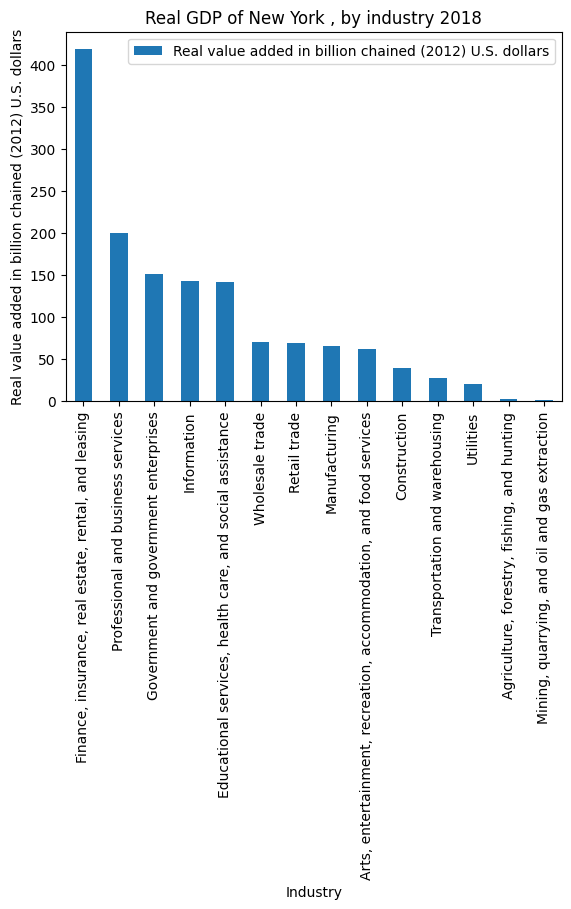 Real GDP of New York , by industry 2018
Real value added in billion chained (2012) U.S. dollars
Real value added in billion chained (2012) U.S. dollars
400
350
300
250
200
150
100
50
0
Finance, insurance, real estate, rental, and leasing
Professional and business services
Government and government enterprises
Information
Educational services, health care, and social assistance
Wholesale trade
Retail trade
Manufacturing
Arts, entertainment, recreation, accommodation, and food services
Construction
Transportation and warehousing
Utilities
Agriculture, forestry, fishing, and hunting
Mining, quarrying, and oil and gas extraction
Industry